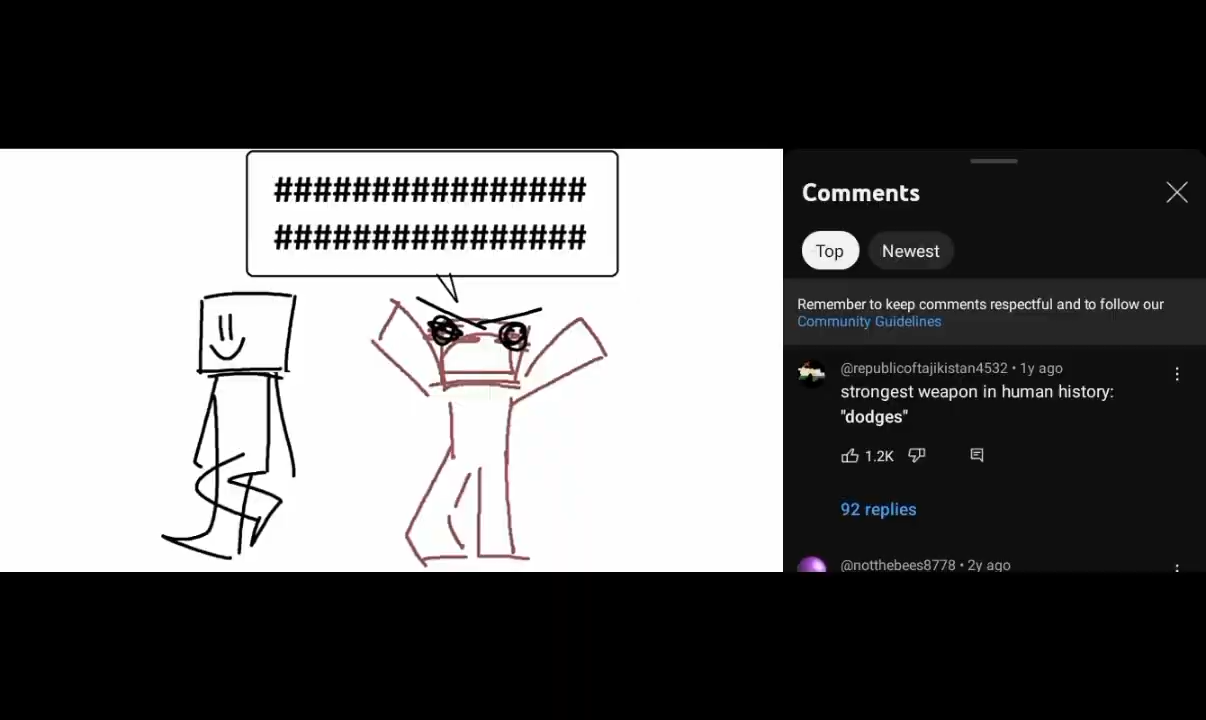 ################
################
Comments
Top
Newest
Remember to keep comments respectful and to follow our
Community Guidelines
@republicoftajikistan4532 • 1y ago
strongest weapon in human history:
"dodges"
1.2K
92 replies
@notthebees8778 • 2y ago